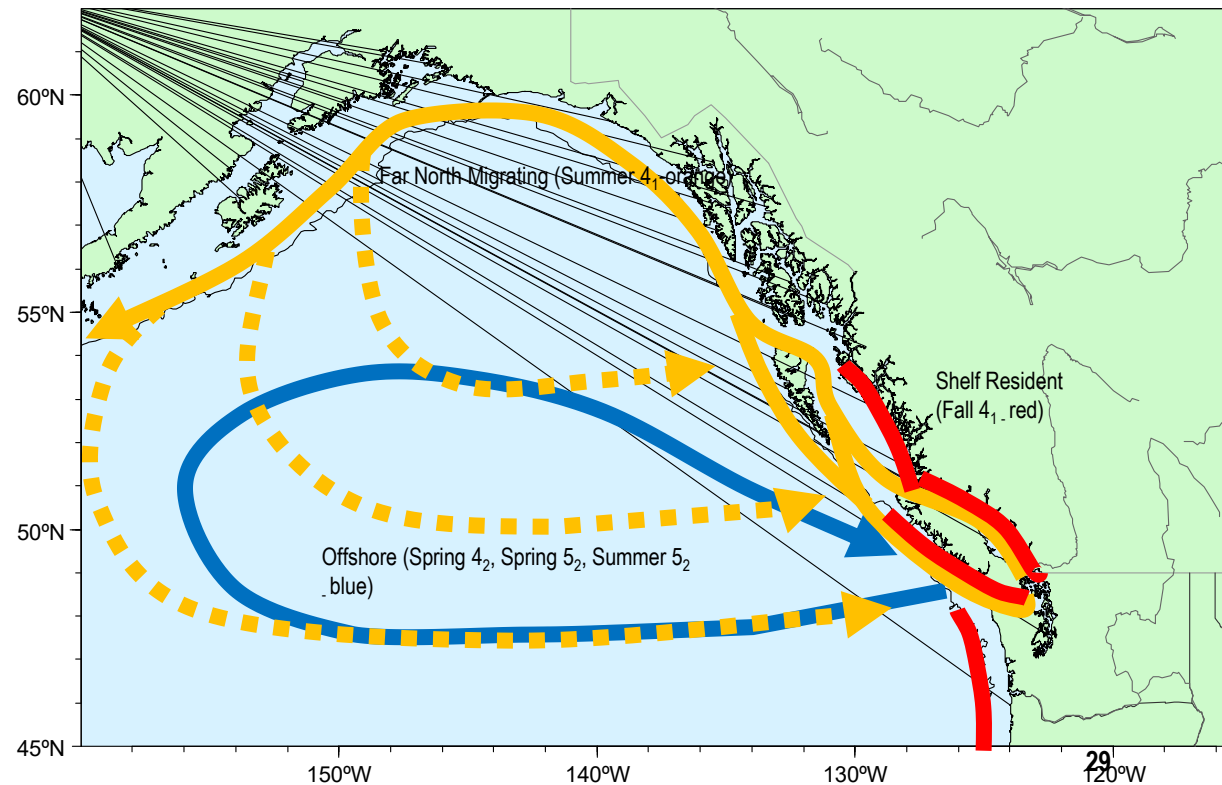 60ºN
Far North Migrating (Summer 4₁-orange)
55ºN
Shelf Resident
(Fall 4₁ - red)
50ºN
Offshore (Spring 4₂, Spring 5₂, Summer 5₂
- blue)
45ºN
29
150ºW
140ºW
130ºW
120ºW